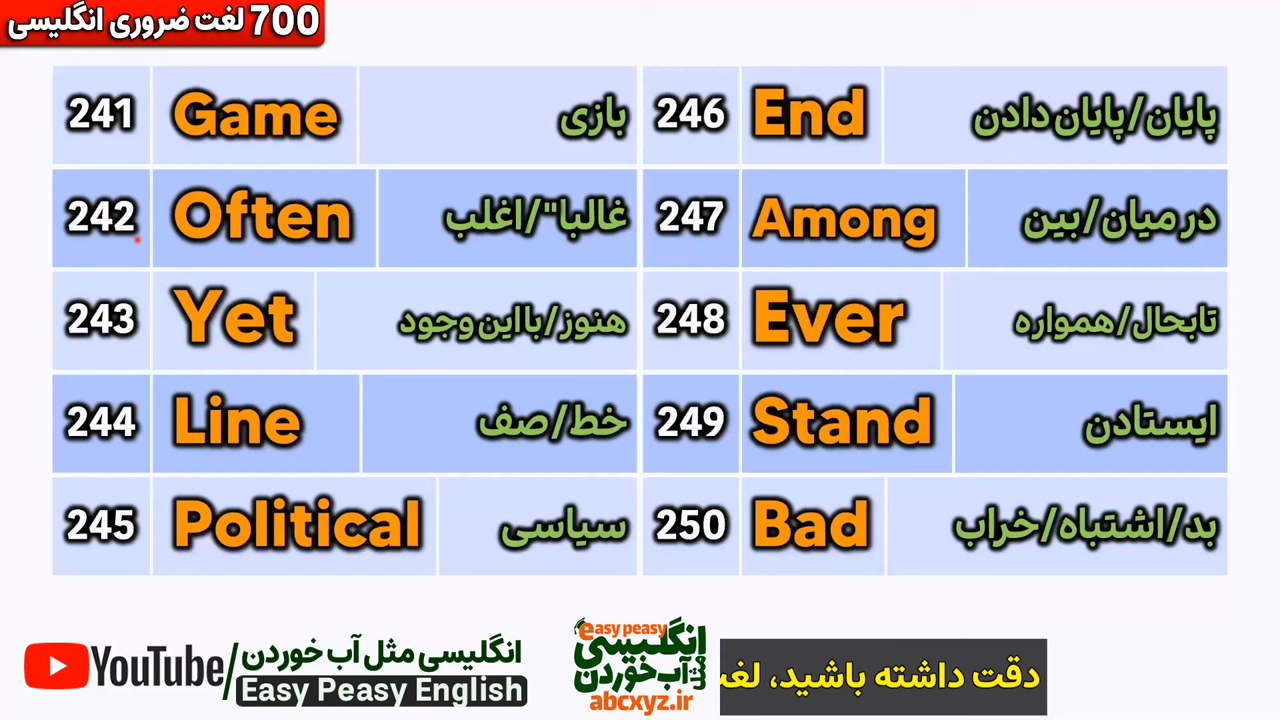 700 لغت ضروری انگلیسی
241 Game بازی
242 Often غالبا"/اغلب
243 Yet هنوز/بااین وجود
244 Line خط/صف
245 Political سیاسی
246 End پایان/پایان دادن
247 Among در میان/بین
248 Ever تابحال/همواره
249 Stand ایستادن
250 Bad بد/اشتباه/خراب
YouTube/انگلیسی مثل آب خوردن
Easy Peasy English
easy peasy
انگلیسی
مثل آب خوردن
abcxyz.ir
دقت داشته باشید،